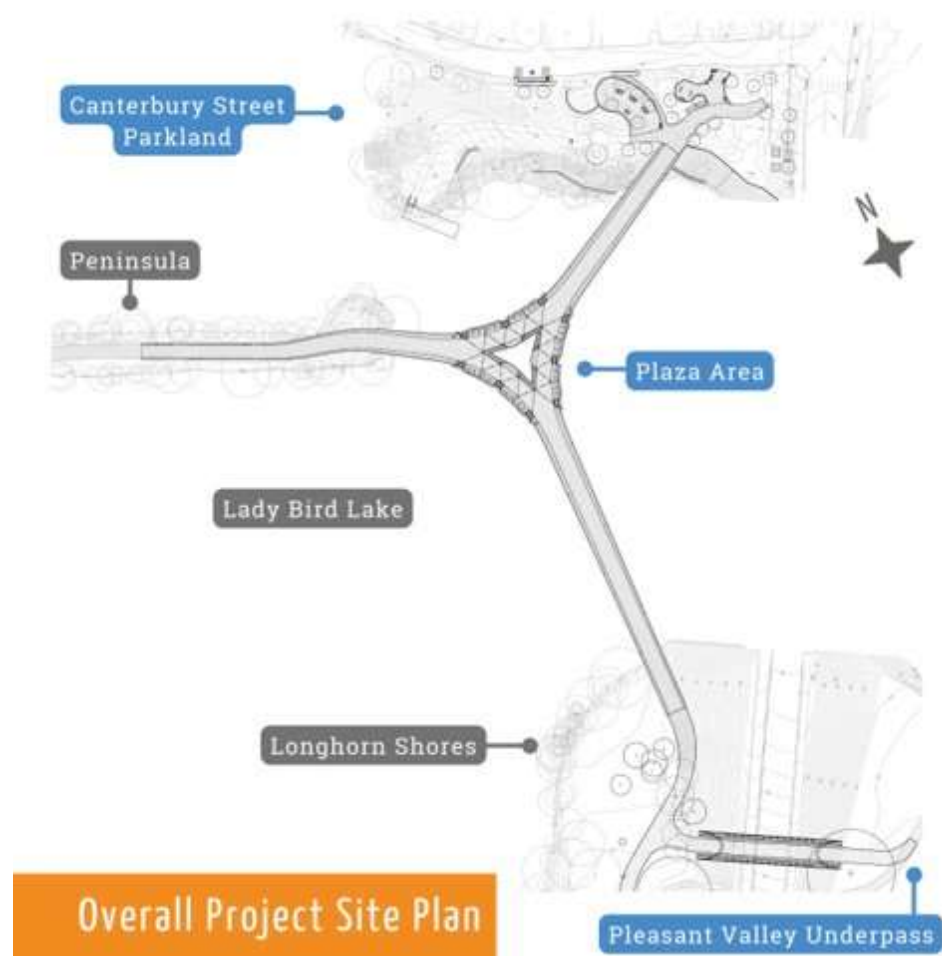 Canterbury Street
Parkland
N
Peninsula
Plaza Area
Lady Bird Lake
Longhorn Shores
Overall Project Site Plan
Pleasant Valley Underpass